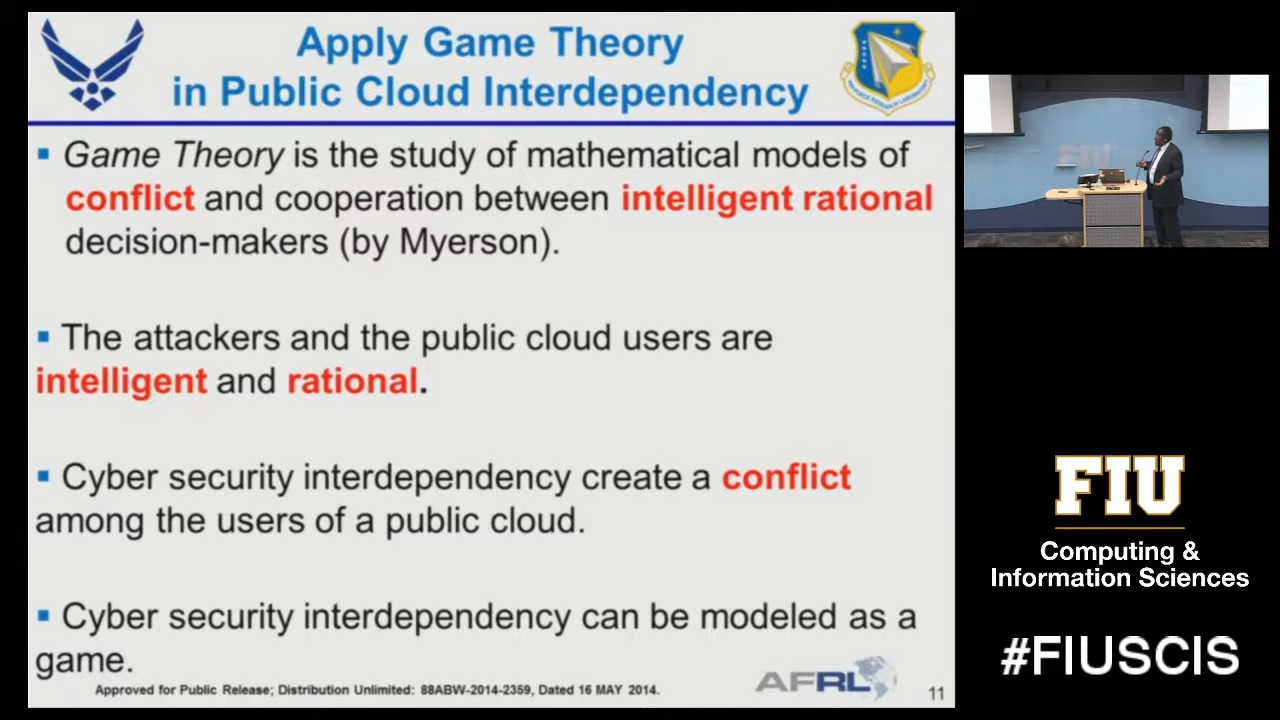 Apply Game Theory
in Public Cloud Interdependency
▪ Game Theory is the study of mathematical models of
conflict and cooperation between intelligent rational
decision-makers (by Myerson).
▪ The attackers and the public cloud users are
intelligent and rational.
▪ Cyber security interdependency create a conflict
among the users of a public cloud.
▪ Cyber security interdependency can be modeled as a
game.
Approved for Public Release; Distribution Unlimited: 88ABW-2014-2359, Dated 16 MAY 2014.
AFRL
11
FIU
FIU
Computing &
Information Sciences
#FIUSCIS